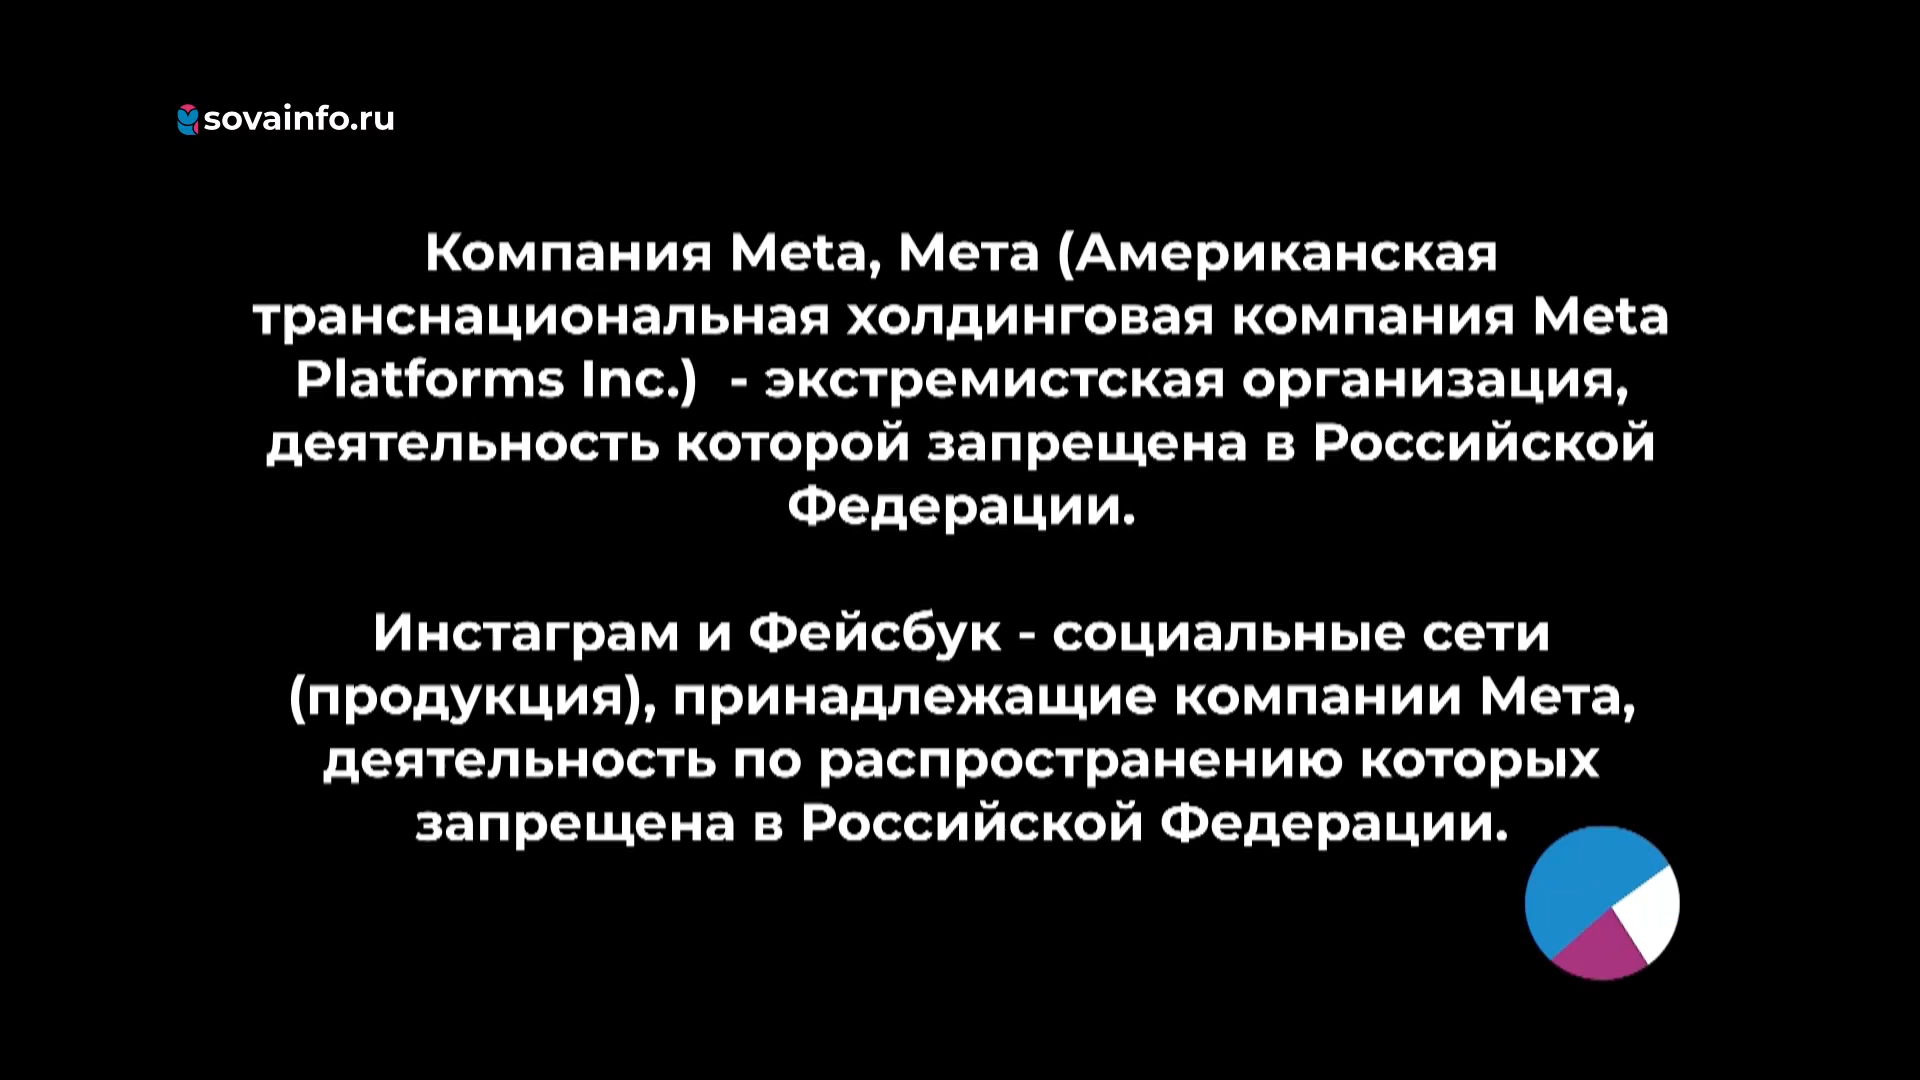 sovainfo.ru
Компания Meta, Мета (Американская
транснациональная холдинговая компания Meta
Platforms Inc.)  - экстремистская организация,
деятельность которой запрещена в Российской
Федерации.
Инстаграм и Фейсбук - социальные сети
(продукция), принадлежащие компании Мета,
деятельность по распространению которых
запрещена в Российской Федерации.